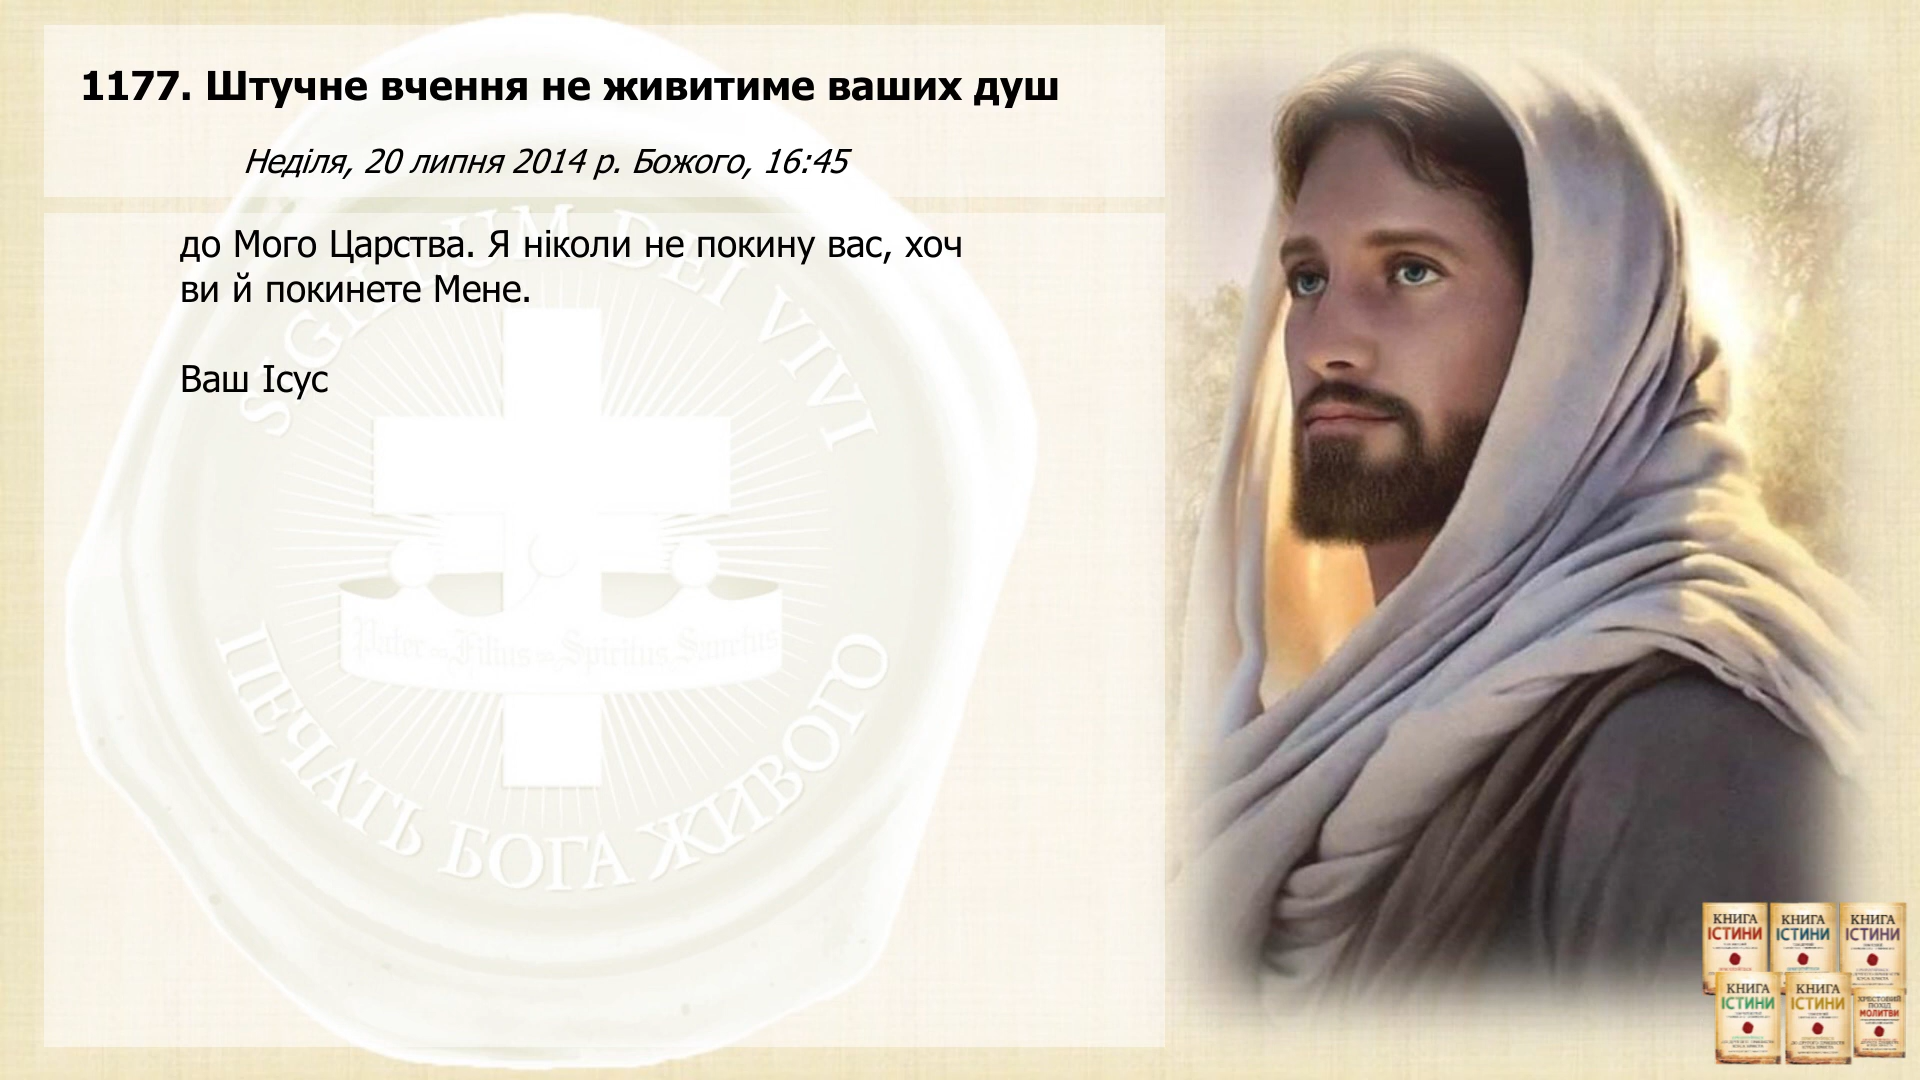 1177. Штучне вчення не живитиме ваших душ
Неділя, 20 липня 2014 р. Божого, 16:45
до Мого Царства. Я ніколи не покину вас, хоч
ви й покинете Мене.
Ваш Ісус
SIGILLUM DEI VIVI
Pater Filius Spiritus Sanctus
ПЕЧАТЬ БОГА ЖИВОГО
КНИГА
ІСТИНИ
КНИГА
ІСТИНИ
КНИГА
ІСТИНИ
КНИГА
ІСТИНИ
КНИГА
ІСТИНИ
ХРЕСТОВИЙ
ПОХІД
МОЛИТВИ